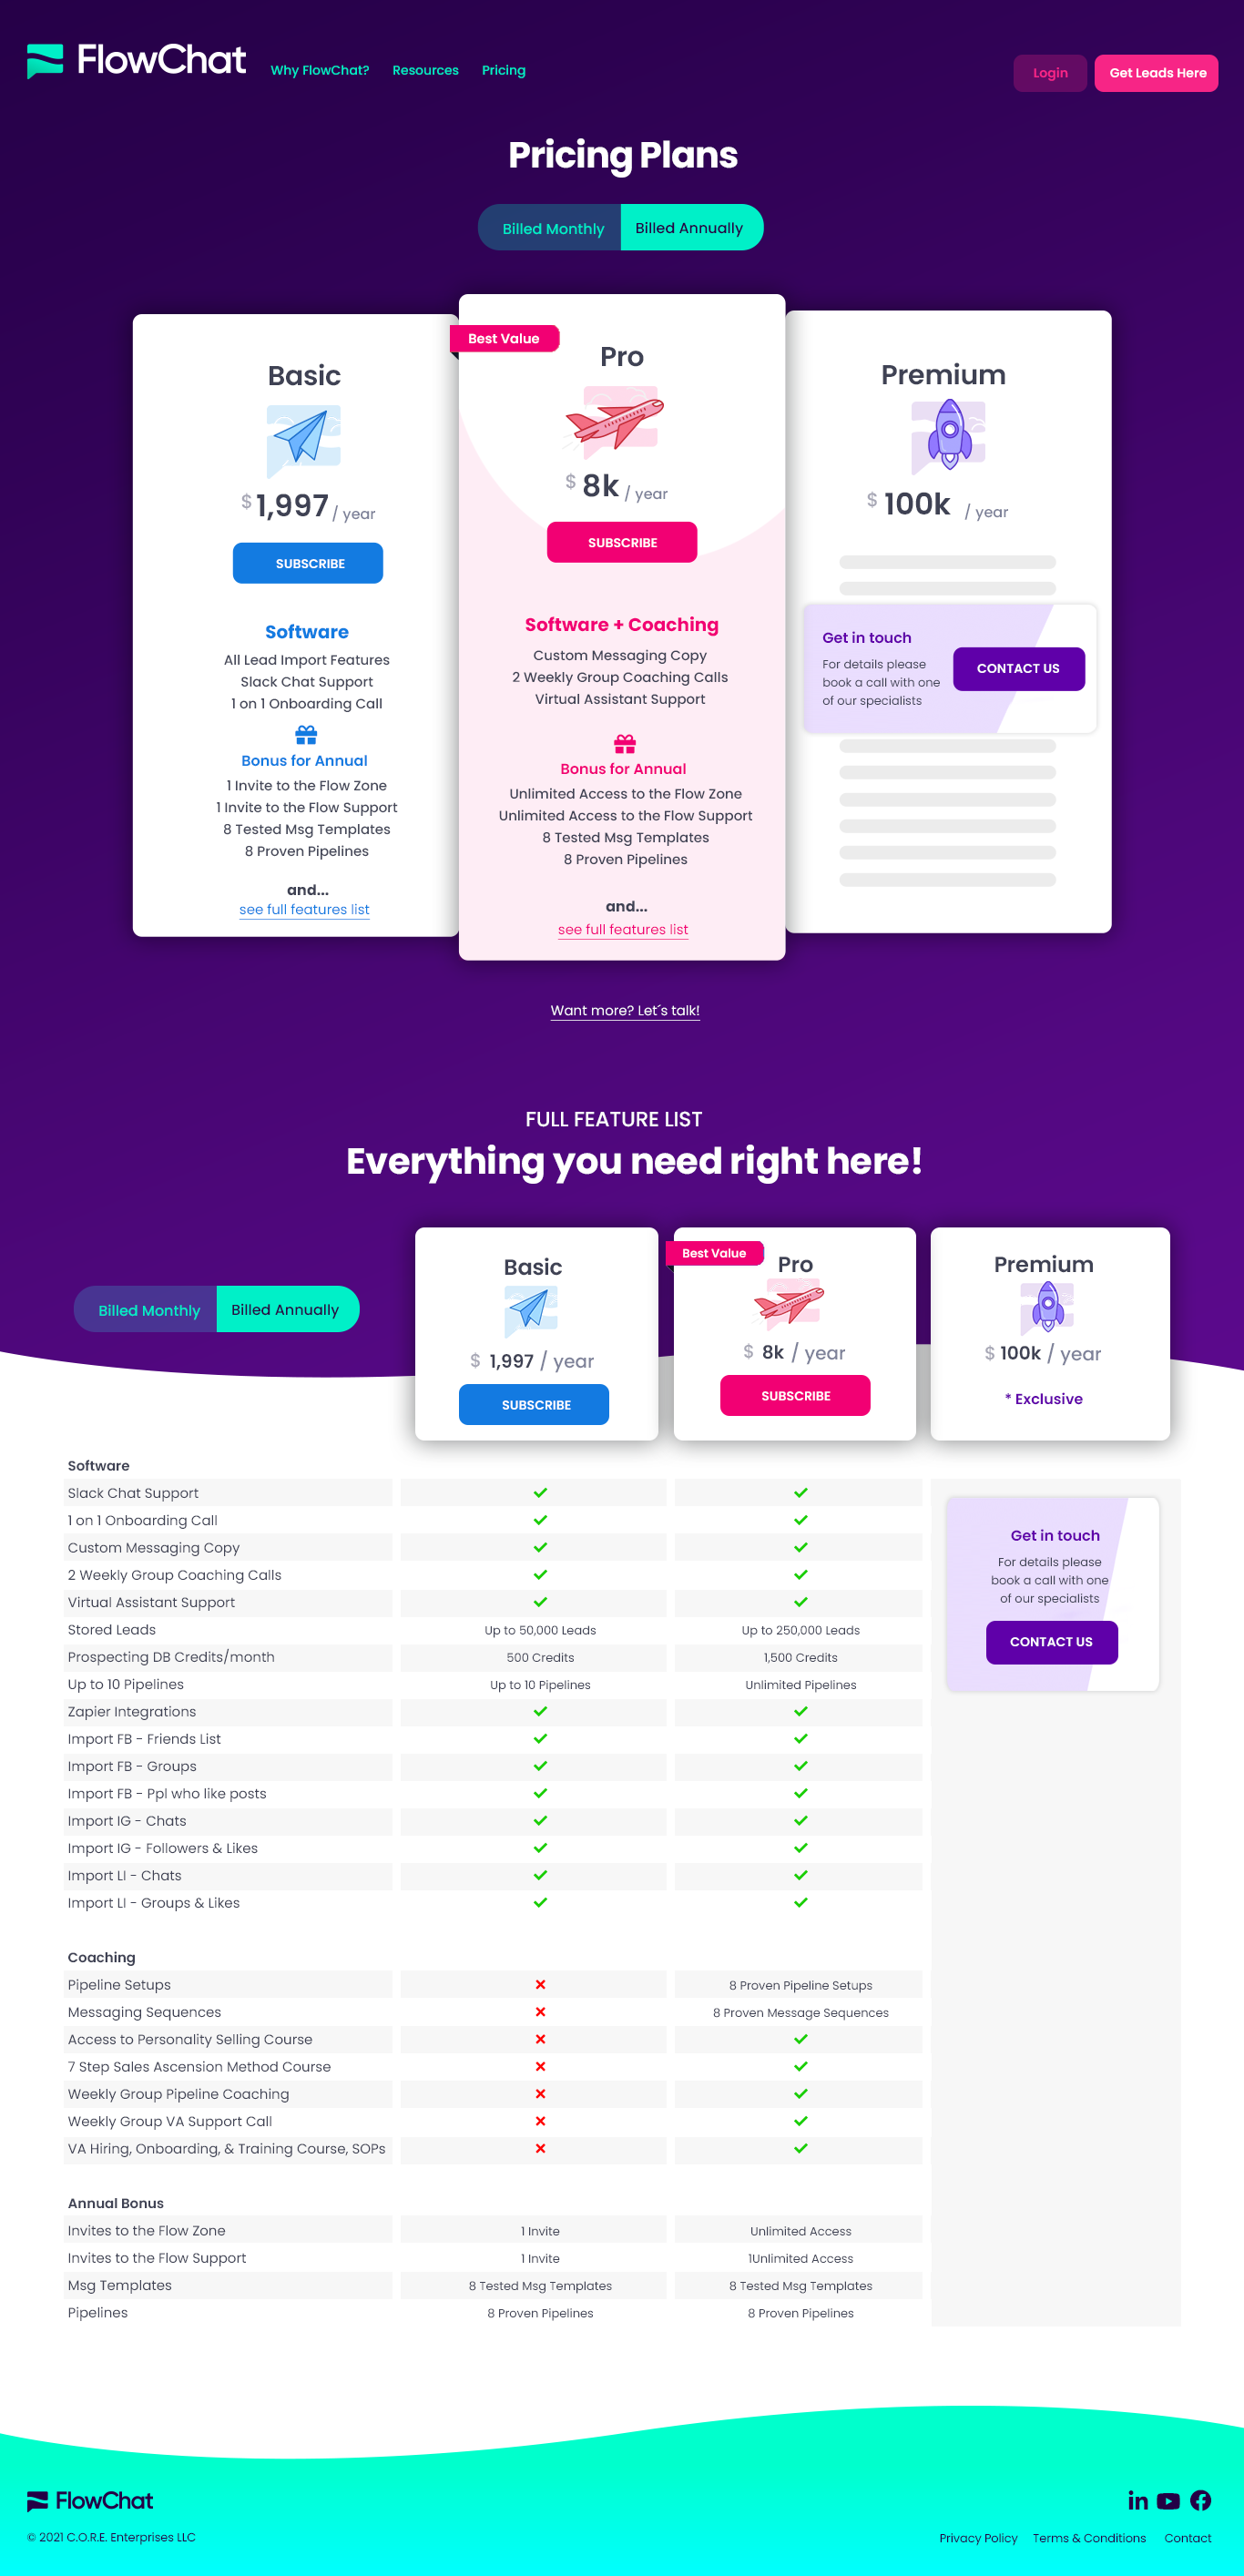 FlowChat
Why FlowChat?
Resources
Pricing
Login
Get Leads Here
Pricing Plans
Billed Monthly
Billed Annually
Basic
$ 1,997 / year
SUBSCRIBE
Software
All Lead Import Features
Slack Chat Support
1 on 1 Onboarding Call
Bonus for Annual
1 Invite to the Flow Zone
1 Invite to the Flow Support
8 Tested Msg Templates
8 Proven Pipelines
and...
see full features list
Best Value
Pro
$ 8k / year
SUBSCRIBE
Software + Coaching
Custom Messaging Copy
2 Weekly Group Coaching Calls
Virtual Assistant Support
Bonus for Annual
Unlimited Access to the Flow Zone
Unlimited Access to the Flow Support
8 Tested Msg Templates
8 Proven Pipelines
and...
see full features list
Premium
$ 100k / year
Get in touch
For details please
book a call with one
of our specialists
CONTACT US
Want more? Let´s talk!
FULL FEATURE LIST
Everything you need right here!
Billed Monthly
Billed Annually
Basic
$ 1,997 / year
SUBSCRIBE
Best Value
Pro
$ 8k / year
SUBSCRIBE
Premium
$ 100k / year
* Exclusive
Software
Slack Chat Support
1 on 1 Onboarding Call
Custom Messaging Copy
2 Weekly Group Coaching Calls
Virtual Assistant Support
Stored Leads Up to 50,000 Leads Up to 250,000 Leads
Prospecting DB Credits/month 500 Credits 1,500 Credits
Up to 10 Pipelines Up to 10 Pipelines Unlimited Pipelines
Zapier Integrations
Import FB - Friends List
Import FB - Groups
Import FB - Ppl who like posts
Import IG - Chats
Import IG - Followers & Likes
Import LI - Chats
Import LI - Groups & Likes
Get in touch
For details please
book a call with one
of our specialists
CONTACT US
Coaching
Pipeline Setups 8 Proven Pipeline Setups
Messaging Sequences 8 Proven Message Sequences
Access to Personality Selling Course
7 Step Sales Ascension Method Course
Weekly Group Pipeline Coaching
Weekly Group VA Support Call
VA Hiring, Onboarding, & Training Course, SOPs
Annual Bonus
Invites to the Flow Zone 1 Invite Unlimited Access
Invites to the Flow Support 1 Invite 1Unlimited Access
Msg Templates 8 Tested Msg Templates 8 Tested Msg Templates
Pipelines 8 Proven Pipelines 8 Proven Pipelines
FlowChat
in
© 2021 C.O.R.E. Enterprises LLC
Privacy Policy
Terms & Conditions
Contact